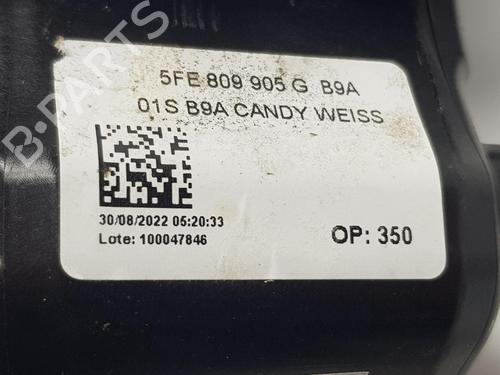 5FE 809 905 G B9A
01S B9A CANDY WEISS
30/08/2022 05:20:33
Lote: 100047846
OP: 350
B-PARTS